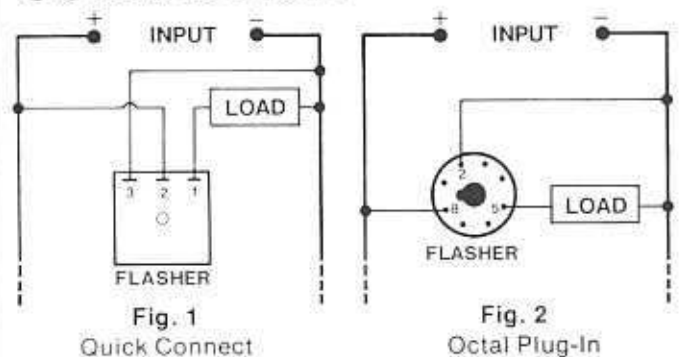 + INPUT −
LOAD
3 2 1
FLASHER
Fig. 1
Quick Connect
+ INPUT −
2
8 5
LOAD
FLASHER
Fig. 2
Octal Plug-In